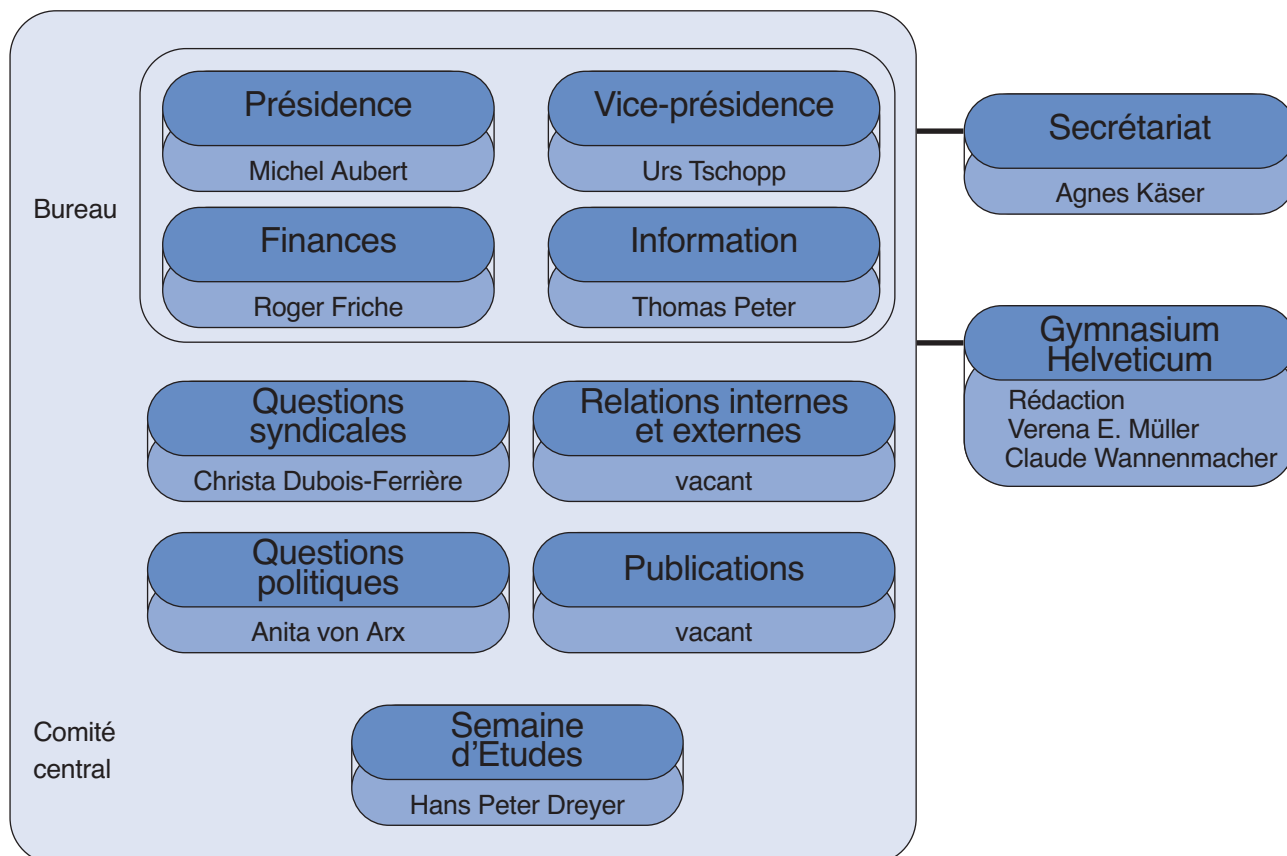 Bureau
Présidence
Michel Aubert
Vice-présidence
Urs Tschopp
Finances
Roger Friche
Information
Thomas Peter
Questions
syndicales
Christa Dubois-Ferrière
Relations internes
et externes
vacant
Questions
politiques
Anita von Arx
Publications
vacant
Comité
central
Semaine
d'Etudes
Hans Peter Dreyer
Secrétariat
Agnes Käser
Gymnasium
Helveticum
Rédaction
Verena E. Müller
Claude Wannenmacher